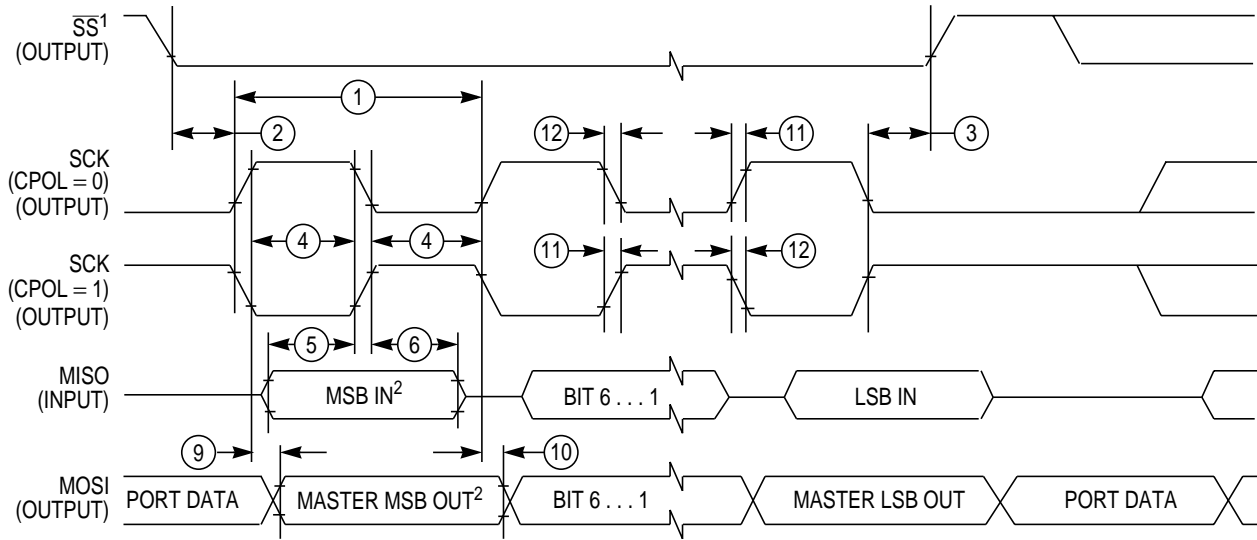 SS¹
(OUTPUT)
1
2
12
11
3
SCK
(CPOL = 0)
(OUTPUT)
4
4
SCK
(CPOL = 1)
(OUTPUT)
11
12
5
6
MISO
(INPUT)
MSB IN²
BIT 6 . . . 1
LSB IN
9
10
MOSI
(OUTPUT)
PORT DATA
MASTER MSB OUT²
BIT 6 . . . 1
MASTER LSB OUT
PORT DATA